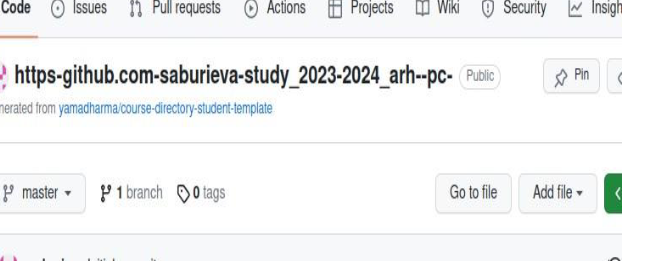 Code Issues Pull requests Actions Projects Wiki Security Insigh
https-github.com-saburieva-study_2023-2024_arh--pc- Public Pin
nerated from yamadharma/course-directory-student-template
master 1 branch 0 tags Go to file Add file